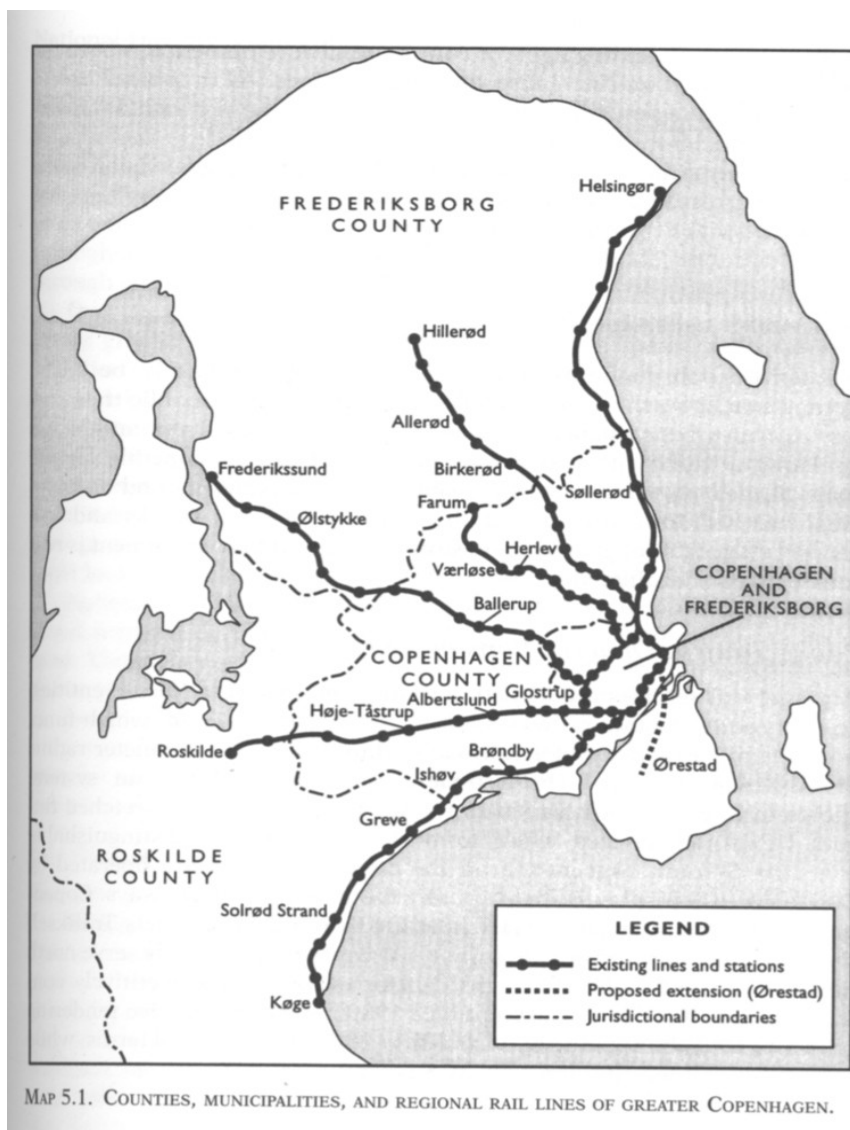 Helsingør
FREDERIKSBORG
COUNTY
Hillerød
Allerød
Birkerød
Frederikssund
Søllerød
Farum
Ølstykke
Herlev
Værløse
COPENHAGEN
AND
FREDERIKSBORG
Ballerup
COPENHAGEN
COUNTY
Albertslund
Glostrup
Høje-Tåstrup
Roskilde
Brøndby
Ørestad
Ishøv
Greve
ROSKILDE
COUNTY
Solrød Strand
Køge
LEGEND
Existing lines and stations
Proposed extension (Ørestad)
Jurisdictional boundaries
MAP 5.1. COUNTIES, MUNICIPALITIES, AND REGIONAL RAIL LINES OF GREATER COPENHAGEN.